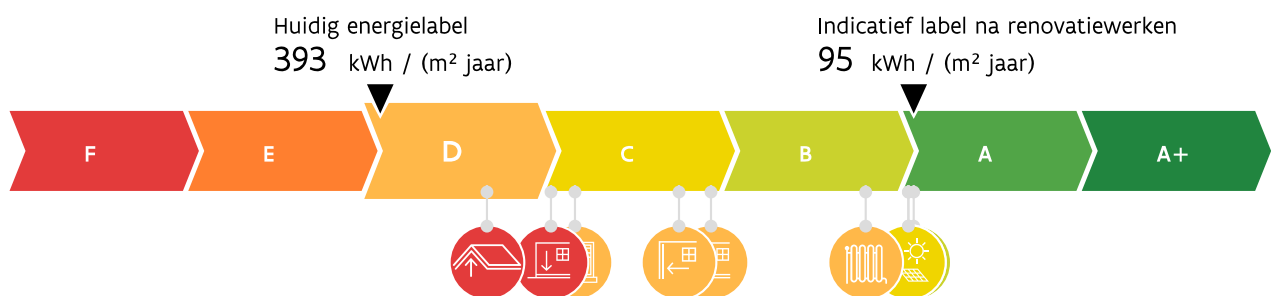 Huidig energielabel
393 kWh / (m² jaar)
Indicatief label na renovatiewerken
95 kWh / (m² jaar)
F E D C B A A+